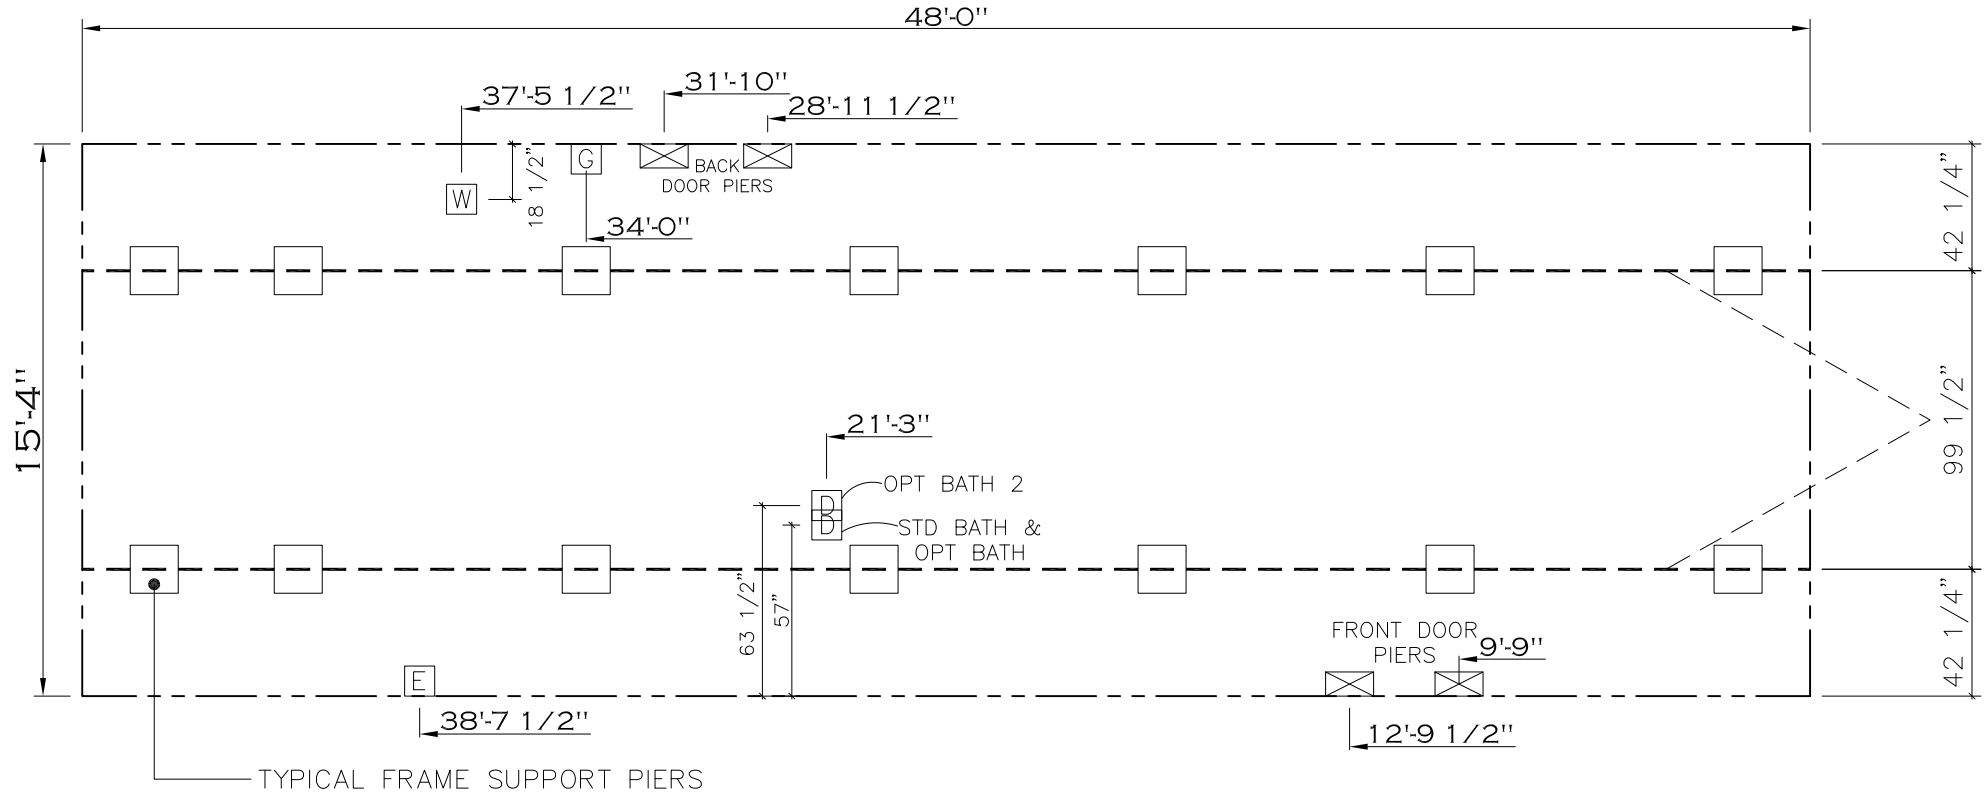 48'-0"
31'-10"
37'-5 1/2"
28'-11 1/2"
18 1/2"
G
BACK
DOOR PIERS
W
34'-0"
42 1/4"
15'-4"
99 1/2"
21'-3"
OPT BATH 2
D
D
STD BATH &
OPT BATH
63 1/2"
57"
42 1/4"
FRONT DOOR
PIERS
9'-9"
E
38'-7 1/2"
12'-9 1/2"
TYPICAL FRAME SUPPORT PIERS